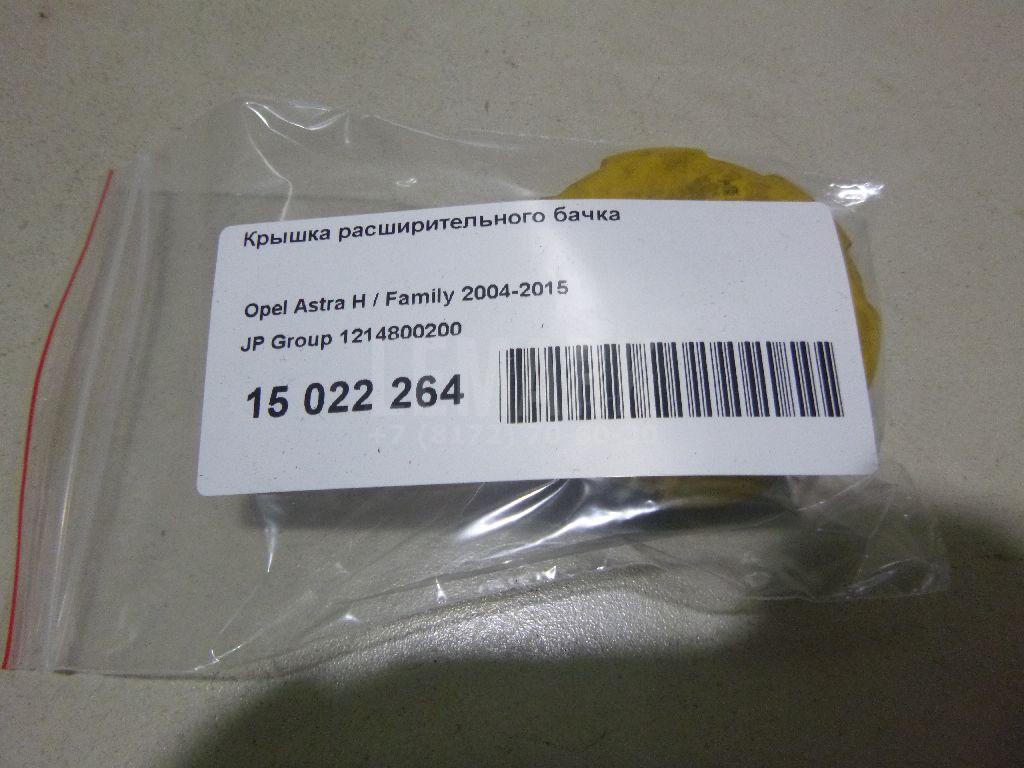 Крышка расширительного бачка
Opel Astra H / Family 2004-2015
JP Group 1214800200
15 022 264